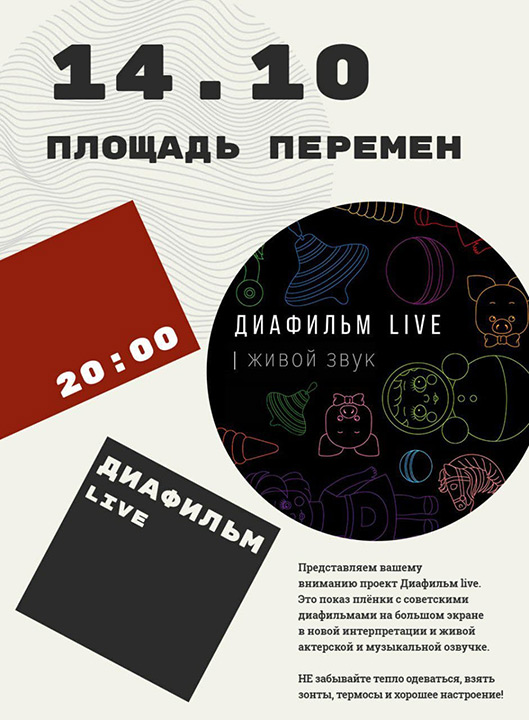 14.10
ПЛОЩАДЬ ПЕРЕМЕН
20:00
ДИАФИЛЬМ LIVE
| ЖИВОЙ ЗВУК
ДИАФИЛЬМ
LIVE
Представляем вашему
вниманию проект Диафильм live.
Это показ плёнки с советскими
диафильмами на большом экране
в новой интерпретации и живой
актерской и музыкальной озвучке.
НЕ забывайте тепло одеваться, взять
зонты, термосы и хорошее настроение!